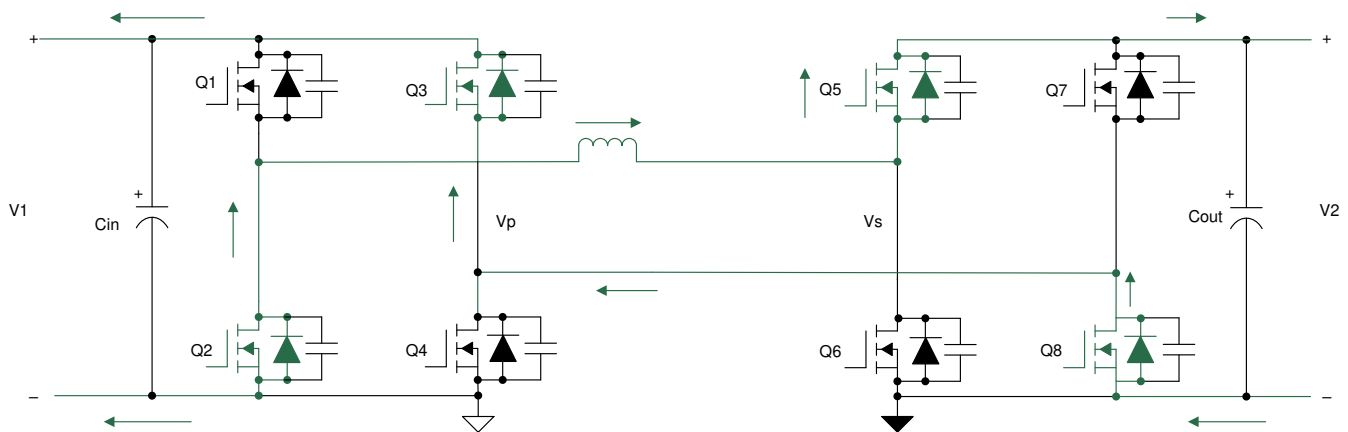 +
+
Q1
Q3
Q5
Q7
+
+
V1
Cin
Vp
Vs
Cout
V2
Q2
Q4
Q6
Q8
–
–